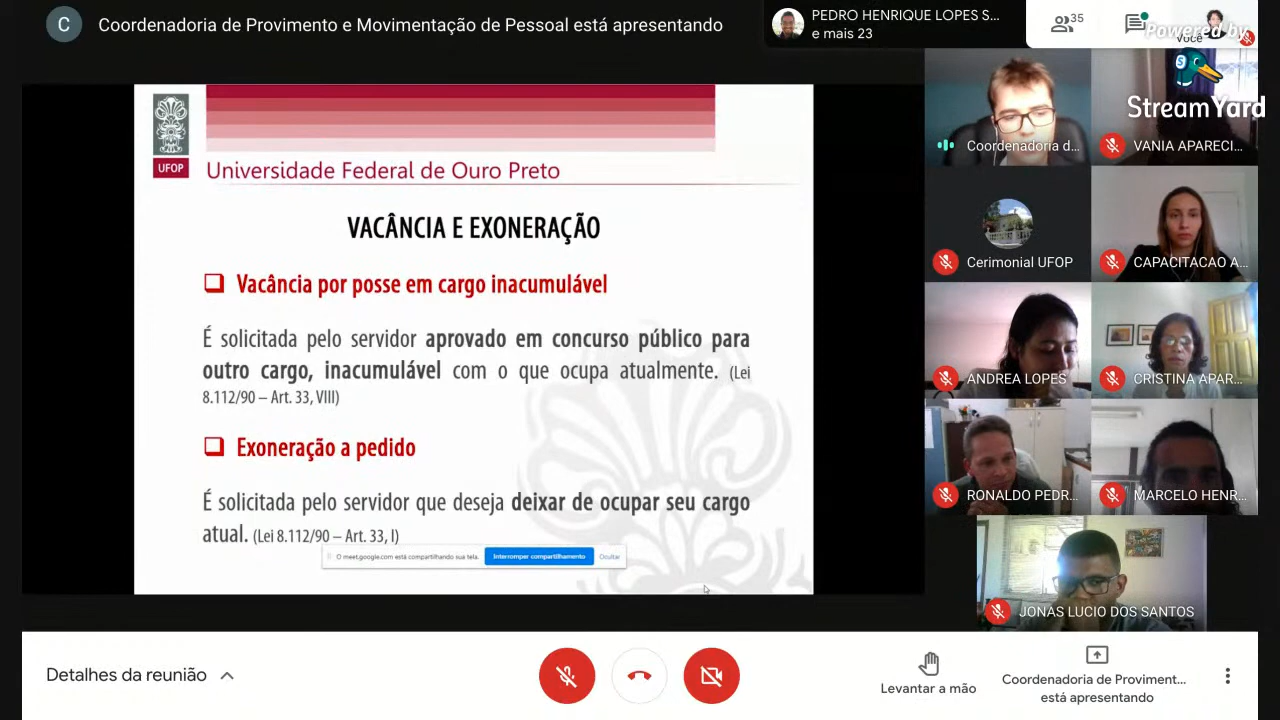 C Coordenadoria de Provimento e Movimentação de Pessoal está apresentando
PEDRO HENRIQUE LOPES S...
e mais 23
35
Você
Powered by
StreamYard
UFOP
Universidade Federal de Ouro Preto
VACÂNCIA E EXONERAÇÃO
Vacância por posse em cargo inacumulável
É solicitada pelo servidor aprovado em concurso público para
outro cargo, inacumulável com o que ocupa atualmente. (Lei
8.112/90 – Art. 33, VIII)
Exoneração a pedido
É solicitada pelo servidor que deseja deixar de ocupar seu cargo
atual. (Lei 8.112/90 – Art. 33, I)
O meet.google.com está compartilhando sua tela. Interromper compartilhamento Ocultar
Coordenadoria d...
VANIA APARECI...
Cerimonial UFOP
CAPACITACAO A...
ANDREA LOPES
CRISTINA APAR...
RONALDO PEDR...
MARCELO HENR...
JONAS LUCIO DOS SANTOS
Detalhes da reunião
Levantar a mão
Coordenadoria de Proviment...
está apresentando